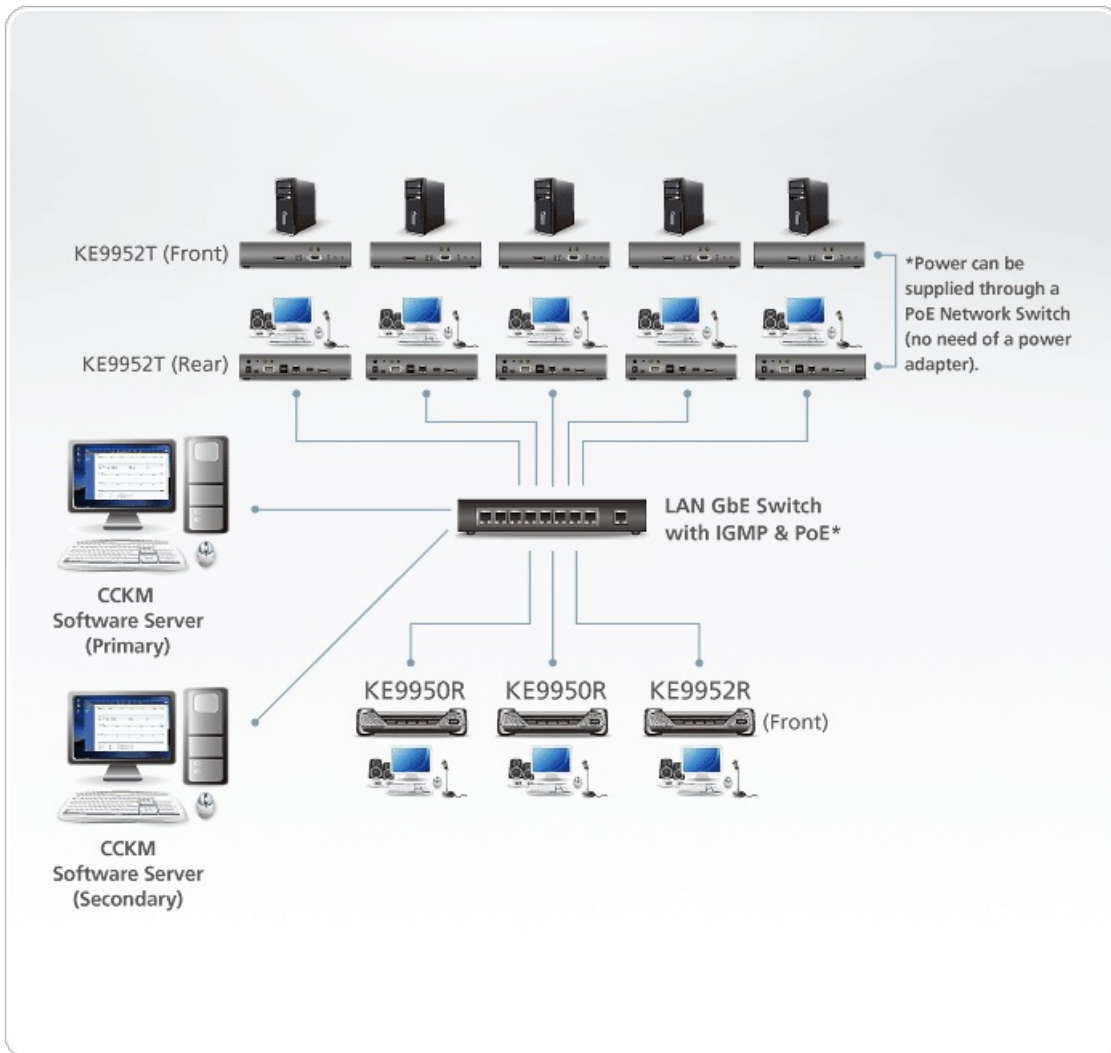 KE9952T (Front)
*Power can be
supplied through a
PoE Network Switch
(no need of a power
adapter).
KE9952T (Rear)
LAN GbE Switch
with IGMP & PoE*
CCKM
Software Server
(Primary)
KE9950R
KE9950R
KE9952R
(Front)
CCKM
Software Server
(Secondary)